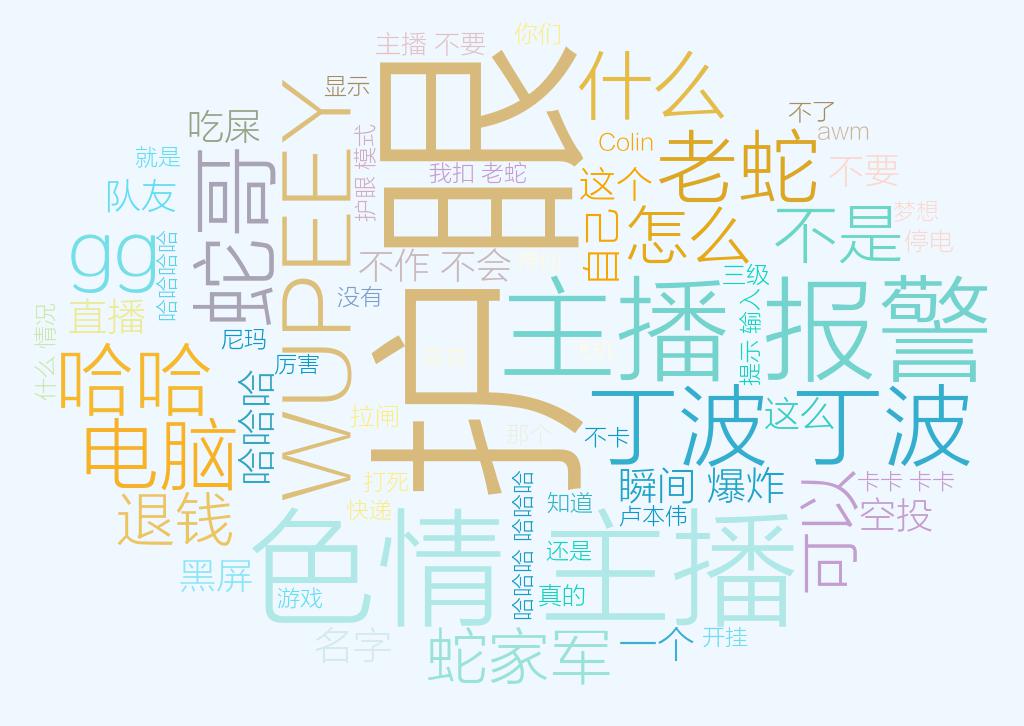 你们
主播 不要
什么
护眼
显示
WUPEEY
不了
吃屎
Colin
awm
老蛇
就是
蛇哥
护眼 模式
我扣 老蛇
这个
不要
队友
自己
怎么
不是
梦想
gg
停电
哈哈哈哈
不作 不会
三级
主播 报警
没有
直播
提示 输入
什么 情况
尼玛
哈哈
厉害
哈哈 哈哈
丁波 丁波
拉闸
这么
那个
不卡
电脑
打死
瞬间 爆炸
可以
卡卡 卡卡
退钱
快递
哈哈哈 哈哈哈
知道
卢本伟
空投
色情 主播
还是
黑屏
游戏
真的
名字
蛇家军
一个
开挂